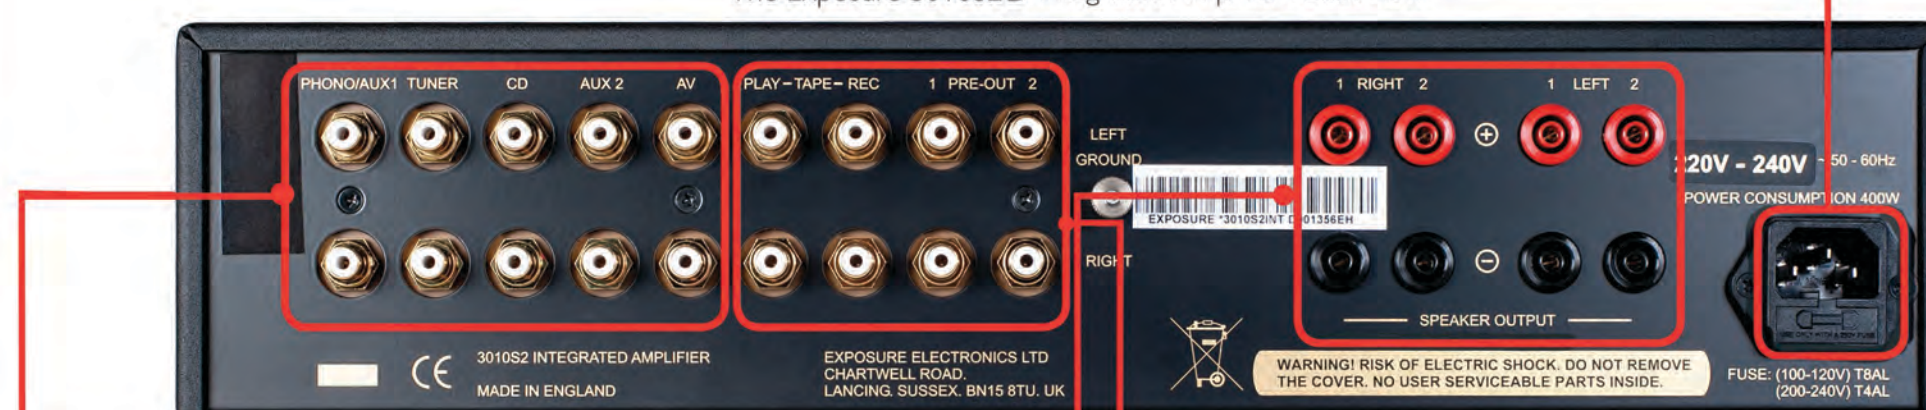 PHONO/AUX1 TUNER CD AUX 2 AV PLAY–TAPE–REC 1 PRE-OUT 2
1 RIGHT 2 1 LEFT 2
LEFT
GROUND
RIGHT
EXPOSURE *3010S2INT
220V - 240V ~ 50 - 60Hz
POWER CONSUMPTION 400W
SPEAKER OUTPUT
CE
3010S2 INTEGRATED AMPLIFIER
MADE IN ENGLAND
EXPOSURE ELECTRONICS LTD
CHARTWELL ROAD.
LANCING. SUSSEX. BN15 8TU. UK
WARNING! RISK OF ELECTRIC SHOCK. DO NOT REMOVE
THE COVER. NO USER SERVICEABLE PARTS INSIDE.
FUSE: (100-120V) T8AL
(200-240V) T4AL